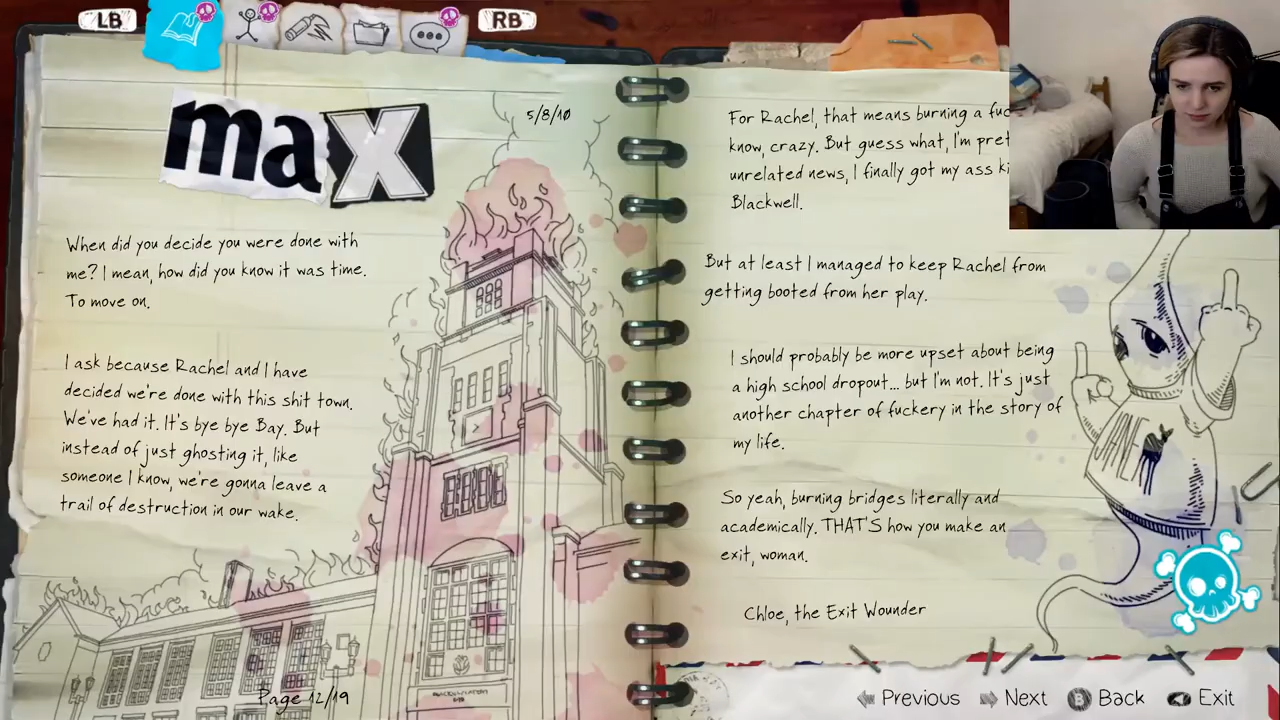 LB
RB
max
5/8/10
When did you decide you were done with
me? I mean, how did you know it was time.
To move on.
I ask because Rachel and I have
decided we're done with this shit town.
We've had it. It's bye bye Bay. But
instead of just ghosting it, like
someone I know, we're gonna leave a
trail of destruction in our wake.
Page 12/19
For Rachel, that means burning a
know, crazy. But guess what, I'm
unrelated news, I finally got my ass
Blackwell.
But at least I managed to keep Rachel from
getting booted from her play.
I should probably be more upset about being
a high school dropout... but I'm not. It's just
another chapter of fuckery in the story of
my life.
So yeah, burning bridges literally and
academically. THAT'S how you make an
exit, woman.
Chloe, the Exit Wounder
Previous Next B Back Exit